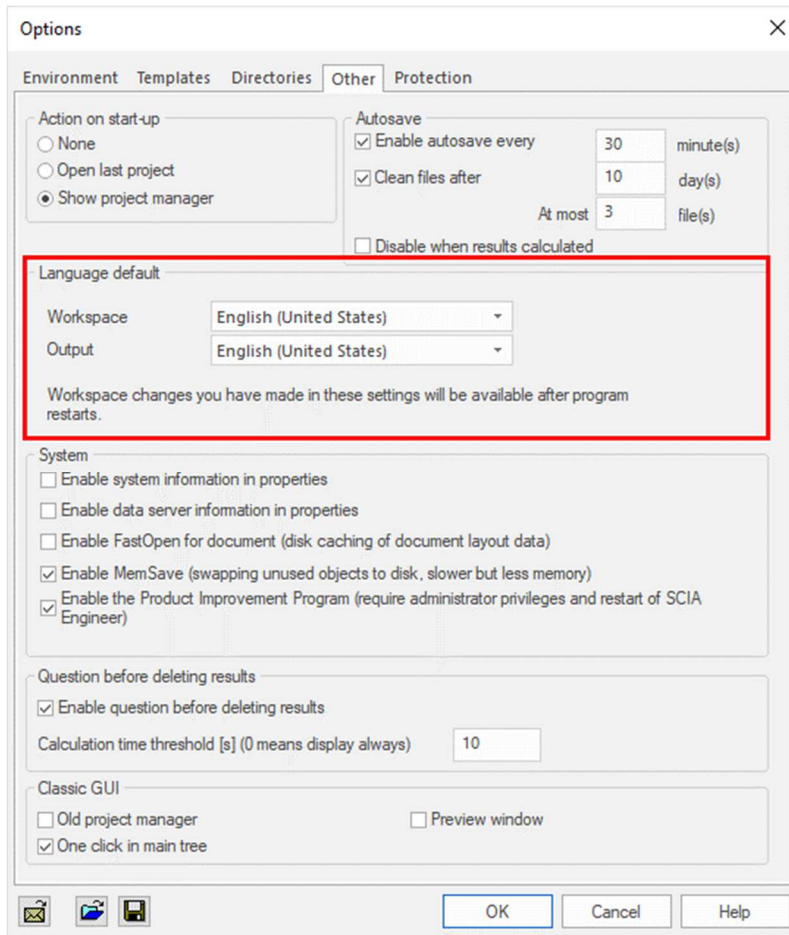 Options
Environment Templates Directories Other Protection
Action on start-up
None
Open last project
Show project manager
Autosave
Enable autosave every 30 minute(s)
Clean files after 10 day(s)
At most 3 file(s)
Disable when results calculated
Language default
Workspace English (United States)
Output English (United States)
Workspace changes you have made in these settings will be available after program
restarts.
System
Enable system information in properties
Enable data server information in properties
Enable FastOpen for document (disk caching of document layout data)
Enable MemSave (swapping unused objects to disk, slower but less memory)
Enable the Product Improvement Program (require administrator privileges and restart of SCIA
Engineer)
Question before deleting results
Enable question before deleting results
Calculation time threshold [s] (0 means display always) 10
Classic GUI
Old project manager Preview window
One click in main tree
OK Cancel Help